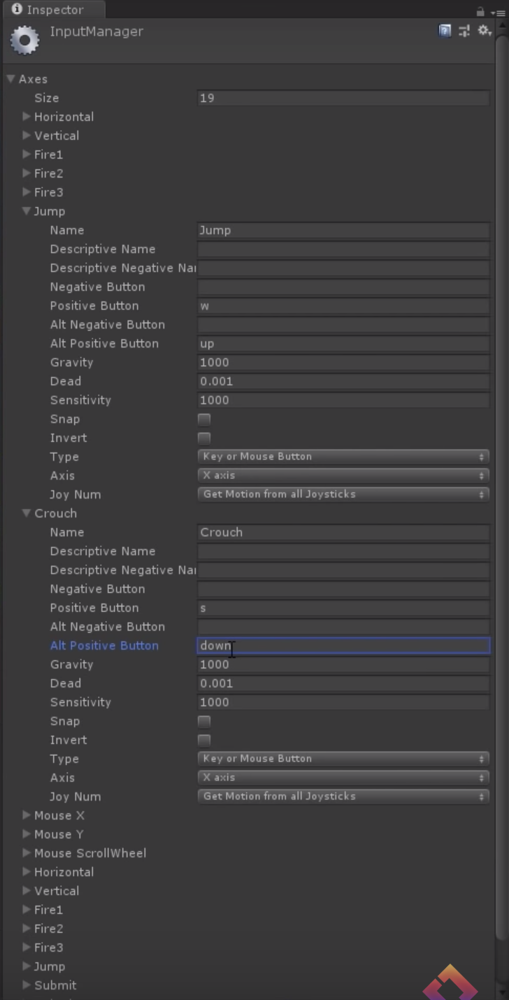 Inspector
InputManager
Axes
Size 19
Horizontal
Vertical
Fire1
Fire2
Fire3
Jump
Name Jump
Descriptive Name
Descriptive Negative Nai
Negative Button
Positive Button w
Alt Negative Button
Alt Positive Button up
Gravity 1000
Dead 0.001
Sensitivity 1000
Snap
Invert
Type Key or Mouse Button
Axis X axis
Joy Num Get Motion from all Joysticks
Crouch
Name Crouch
Descriptive Name
Descriptive Negative Nai
Negative Button
Positive Button s
Alt Negative Button
Alt Positive Button down
Gravity 1000
Dead 0.001
Sensitivity 1000
Snap
Invert
Type Key or Mouse Button
Axis X axis
Joy Num Get Motion from all Joysticks
Mouse X
Mouse Y
Mouse ScrollWheel
Horizontal
Vertical
Fire1
Fire2
Fire3
Jump
Submit